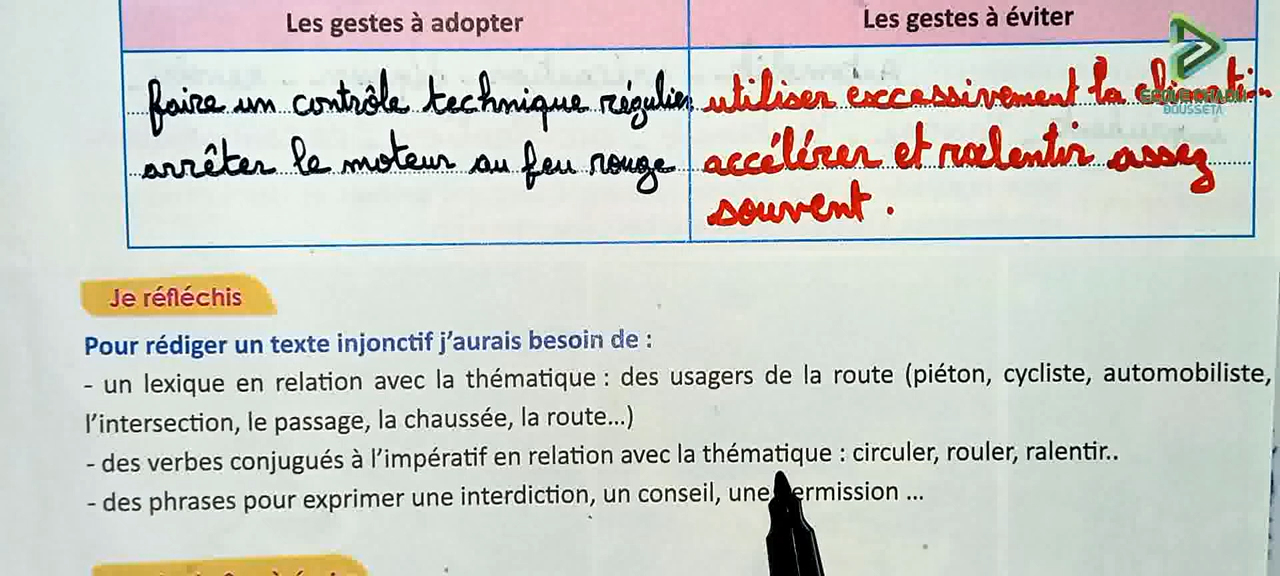 Les gestes à adopter
Les gestes à éviter
faire un contrôle technique régulier
arrêter le moteur au feu rouge
utiliser excessivement la
accélérer et ralentir assez
souvent.
BOUSSETA
Je réfléchis
Pour rédiger un texte injonctif j'aurais besoin de :
- un lexique en relation avec la thématique : des usagers de la route (piéton, cycliste, automobiliste,
l'intersection, le passage, la chaussée, la route...)
- des verbes conjugués à l'impératif en relation avec la thématique : circuler, rouler, ralentir..
- des phrases pour exprimer une interdiction, un conseil, une ermission ...